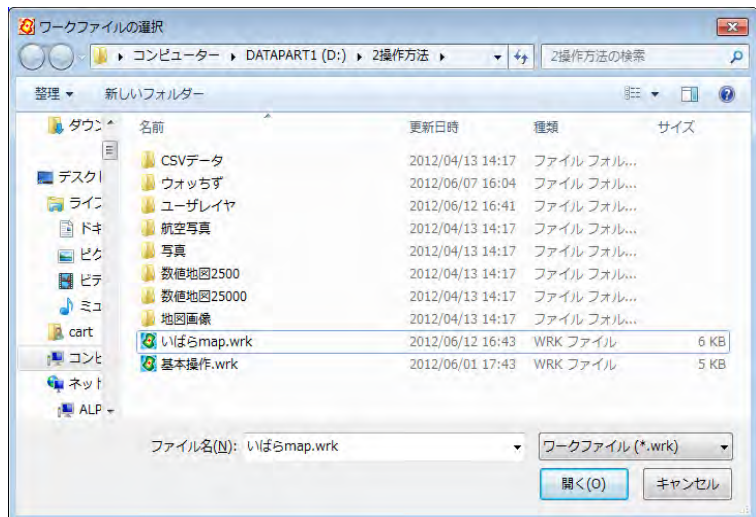 ワークファイルの選択
コンピューター ▸ DATAPART1 (D:) ▸ 2操作方法 ▸ 2操作方法の検索
整理 ▼ 新しいフォルダー
名前 更新日時 種類 サイズ
ダウン
デスクト
ライブ
ドキ
ピク
ビデ
ミュ
cart
コンピ
ネット
ALP
CSVデータ 2012/04/13 14:17 ファイル フォル...
ウォッちず 2012/06/07 16:04 ファイル フォル...
ユーザレイヤ 2012/06/12 16:41 ファイル フォル...
航空写真 2012/04/13 14:17 ファイル フォル...
写真 2012/04/13 14:17 ファイル フォル...
数値地図2500 2012/04/13 14:17 ファイル フォル...
数値地図25000 2012/04/13 14:17 ファイル フォル...
地図画像 2012/04/13 14:17 ファイル フォル...
いばらmap.wrk 2012/06/12 16:43 WRK ファイル 6 KB
基本操作.wrk 2012/06/01 17:43 WRK ファイル 5 KB
ファイル名(N): いばらmap.wrk ワークファイル (*.wrk)
開く(O) キャンセル